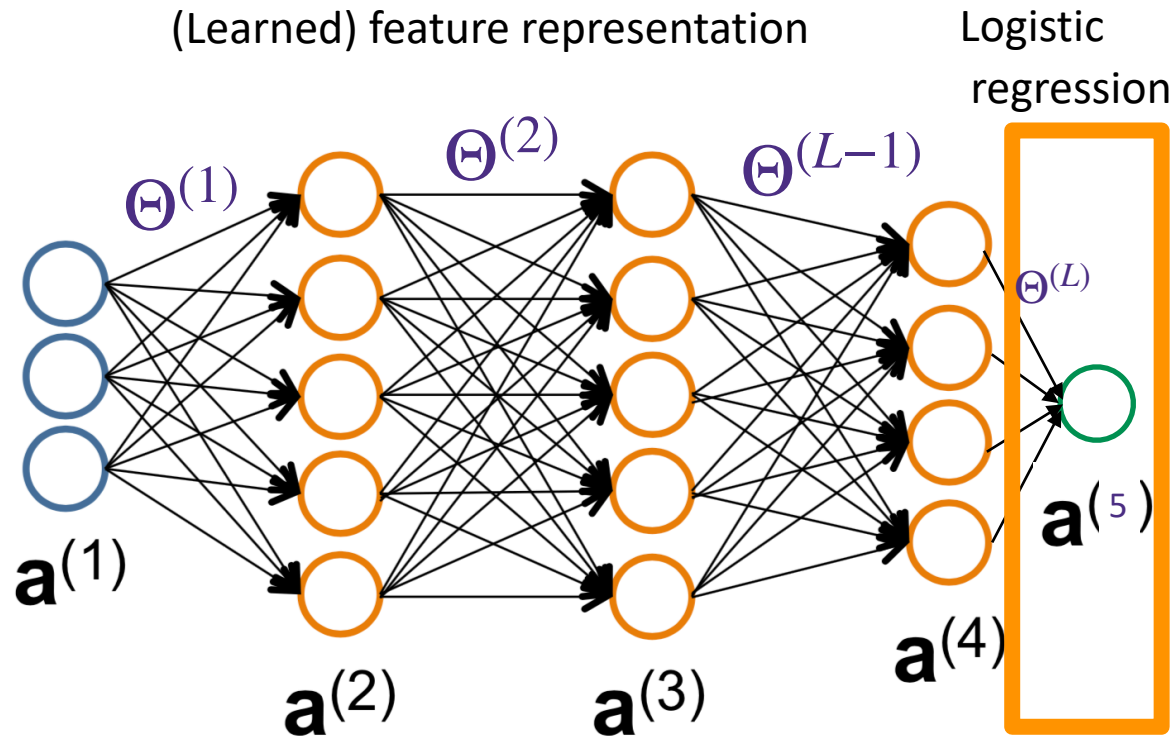 (Learned) feature representation
Logistic
regression
Θ(1)
Θ(2)
Θ(L−1)
Θ(L)
a(1)
a(2)
a(3)
a(4)
a(5)